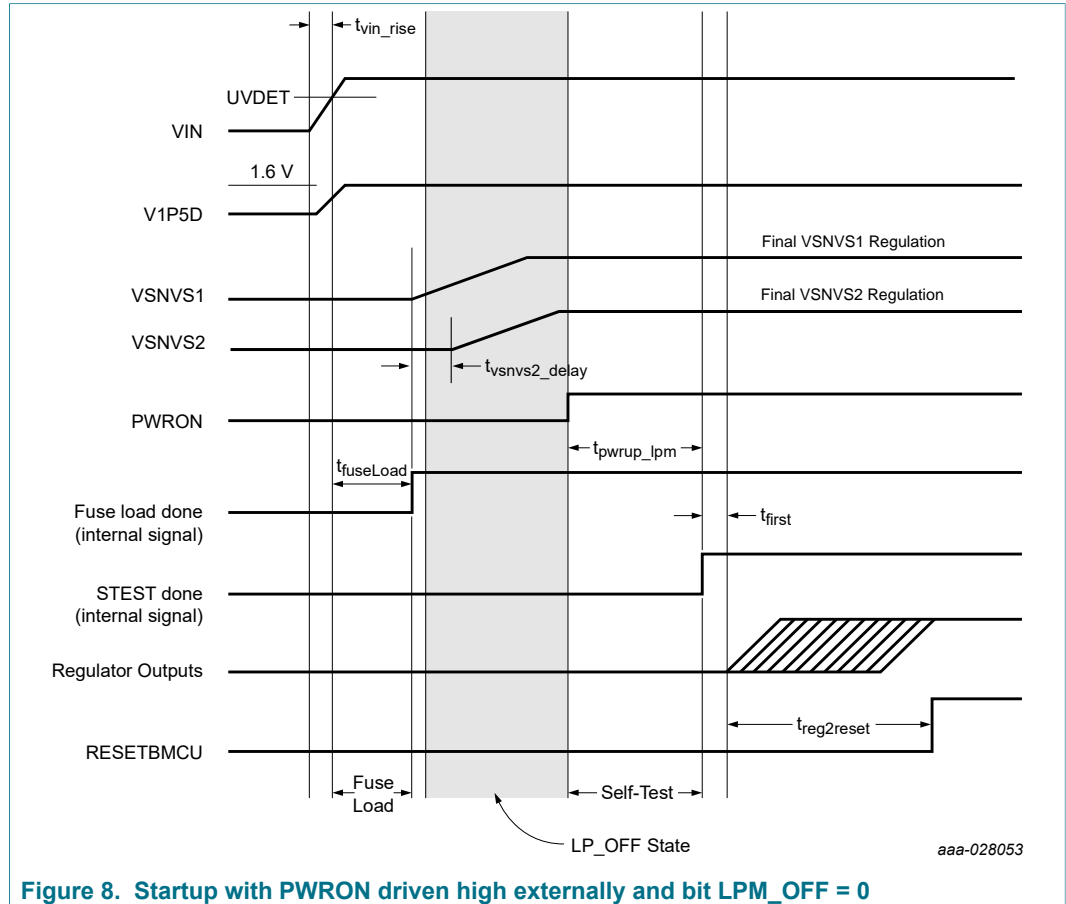 tvin_rise
UVDET
VIN
1.6 V
V1P5D
Final VSNVS1 Regulation
VSNVS1
Final VSNVS2 Regulation
VSNVS2
tvsnvs2_delay
PWRON
tpwrup_lpm
tfuseLoad
Fuse load done
(internal signal)
tfirst
STEST done
(internal signal)
Regulator Outputs
treg2reset
RESETBMCU
Fuse
Load
Self-Test
LP_OFF State
aaa-028053
Figure 8. Startup with PWRON driven high externally and bit LPM_OFF = 0